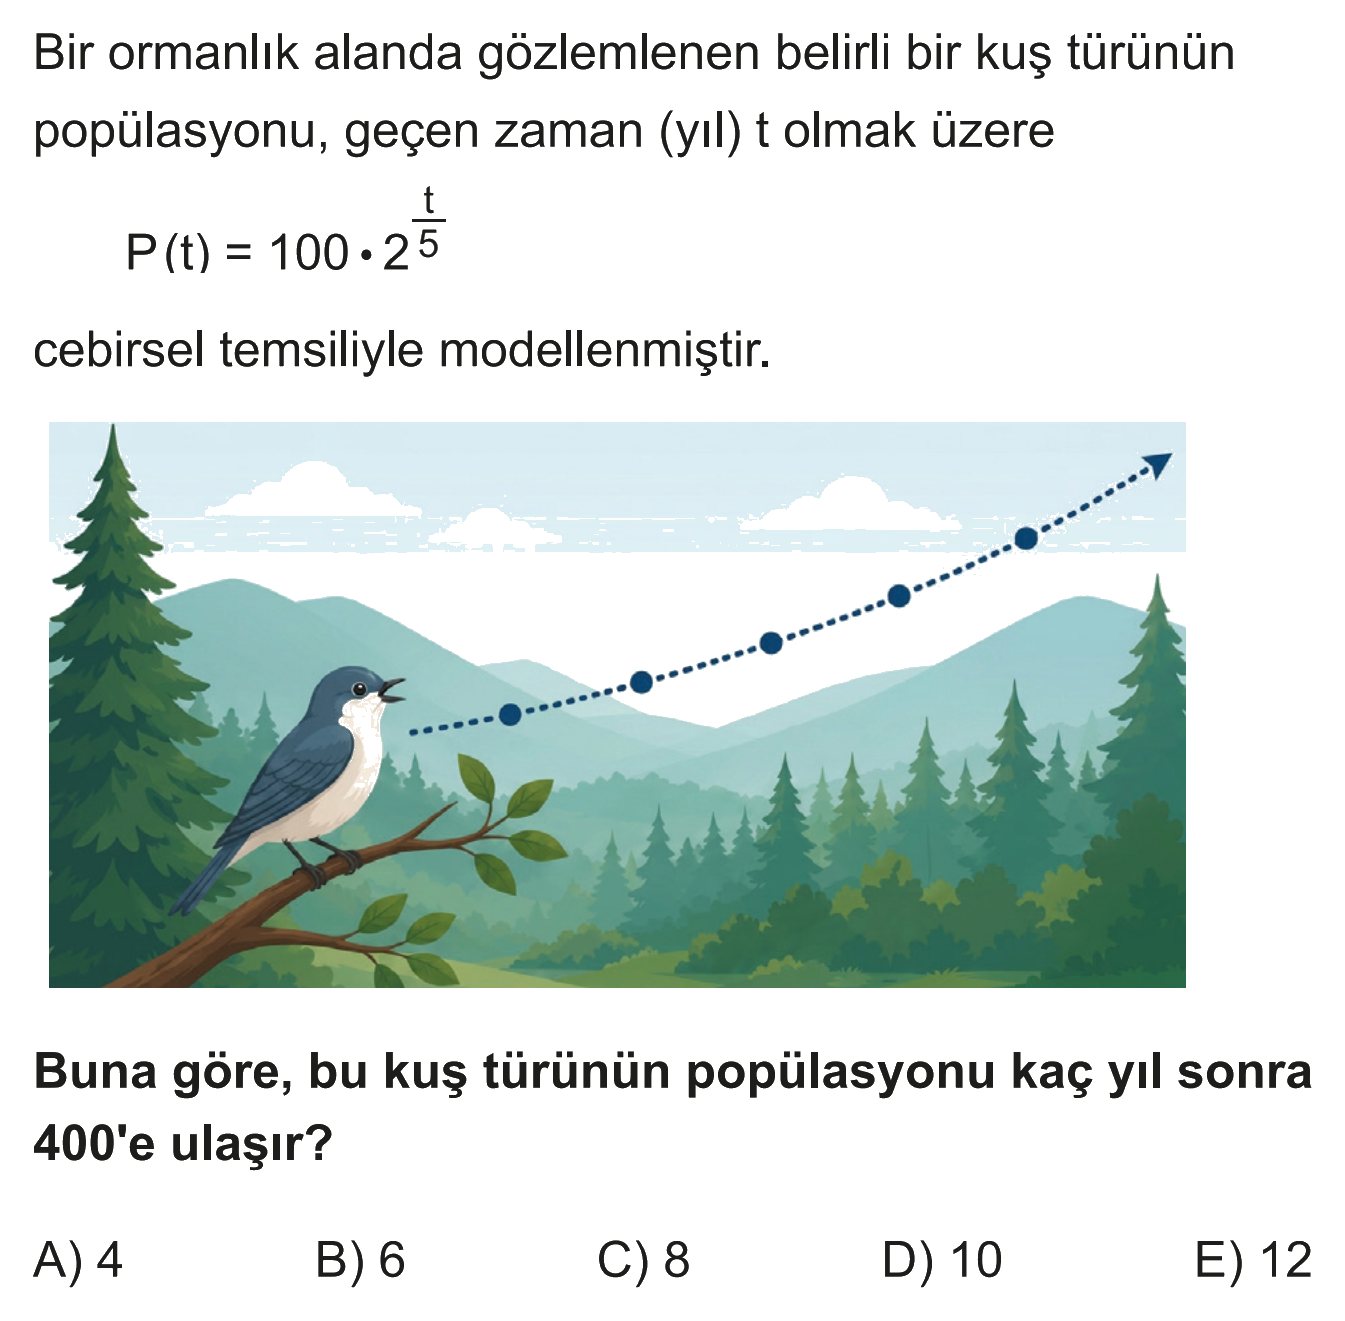 Bir ormanlık alanda gözlemlenen belirli bir kuş türünün
popülasyonu, geçen zaman (yıl) t olmak üzere
P(t) = 100 · 2^(t/5)
cebirsel temsiliyle modellenmiştir.
Buna göre, bu kuş türünün popülasyonu kaç yıl sonra
400'e ulaşır?
A) 4 B) 6 C) 8 D) 10 E) 12